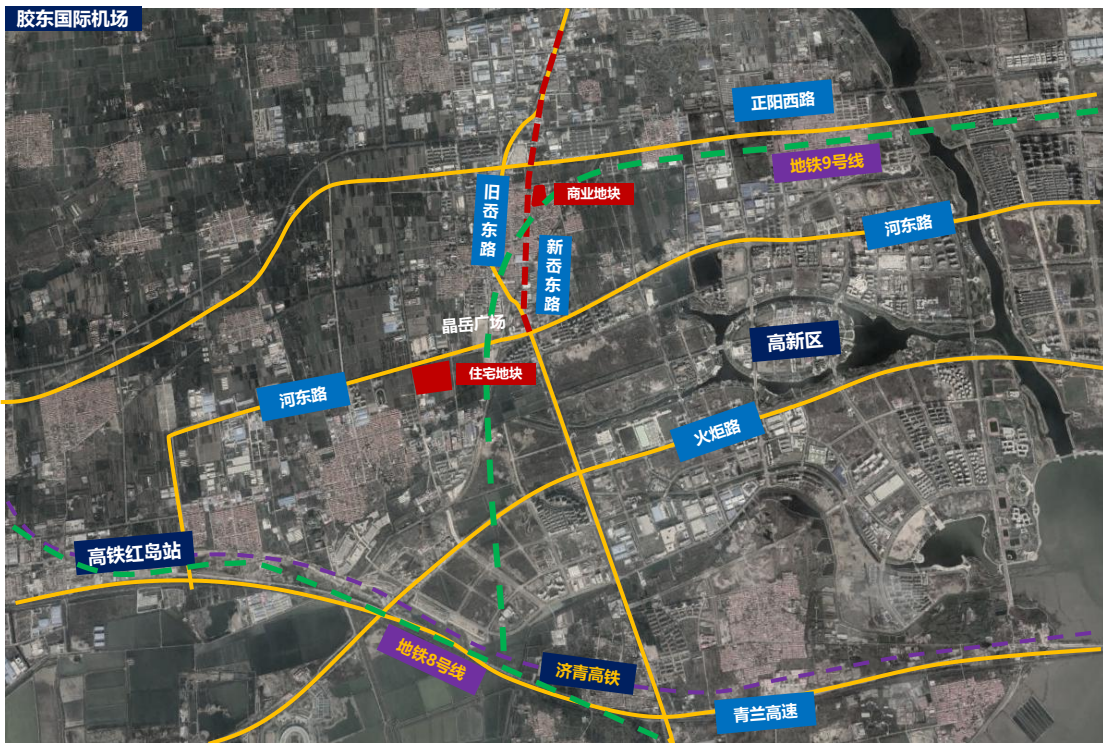 胶东国际机场
正阳西路
地铁9号线
商业地块
旧岙东路
河东路
新岙东路
晶岳广场
高新区
住宅地块
河东路
火炬路
高铁红岛站
地铁8号线
济青高铁
青兰高速